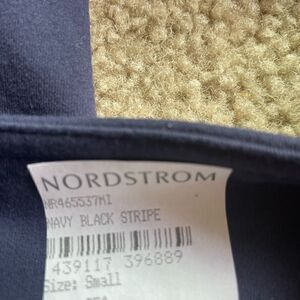 NORDSTROM
NR465537MI
NAVY BLACK STRIPE
439117 396889
Size: Small